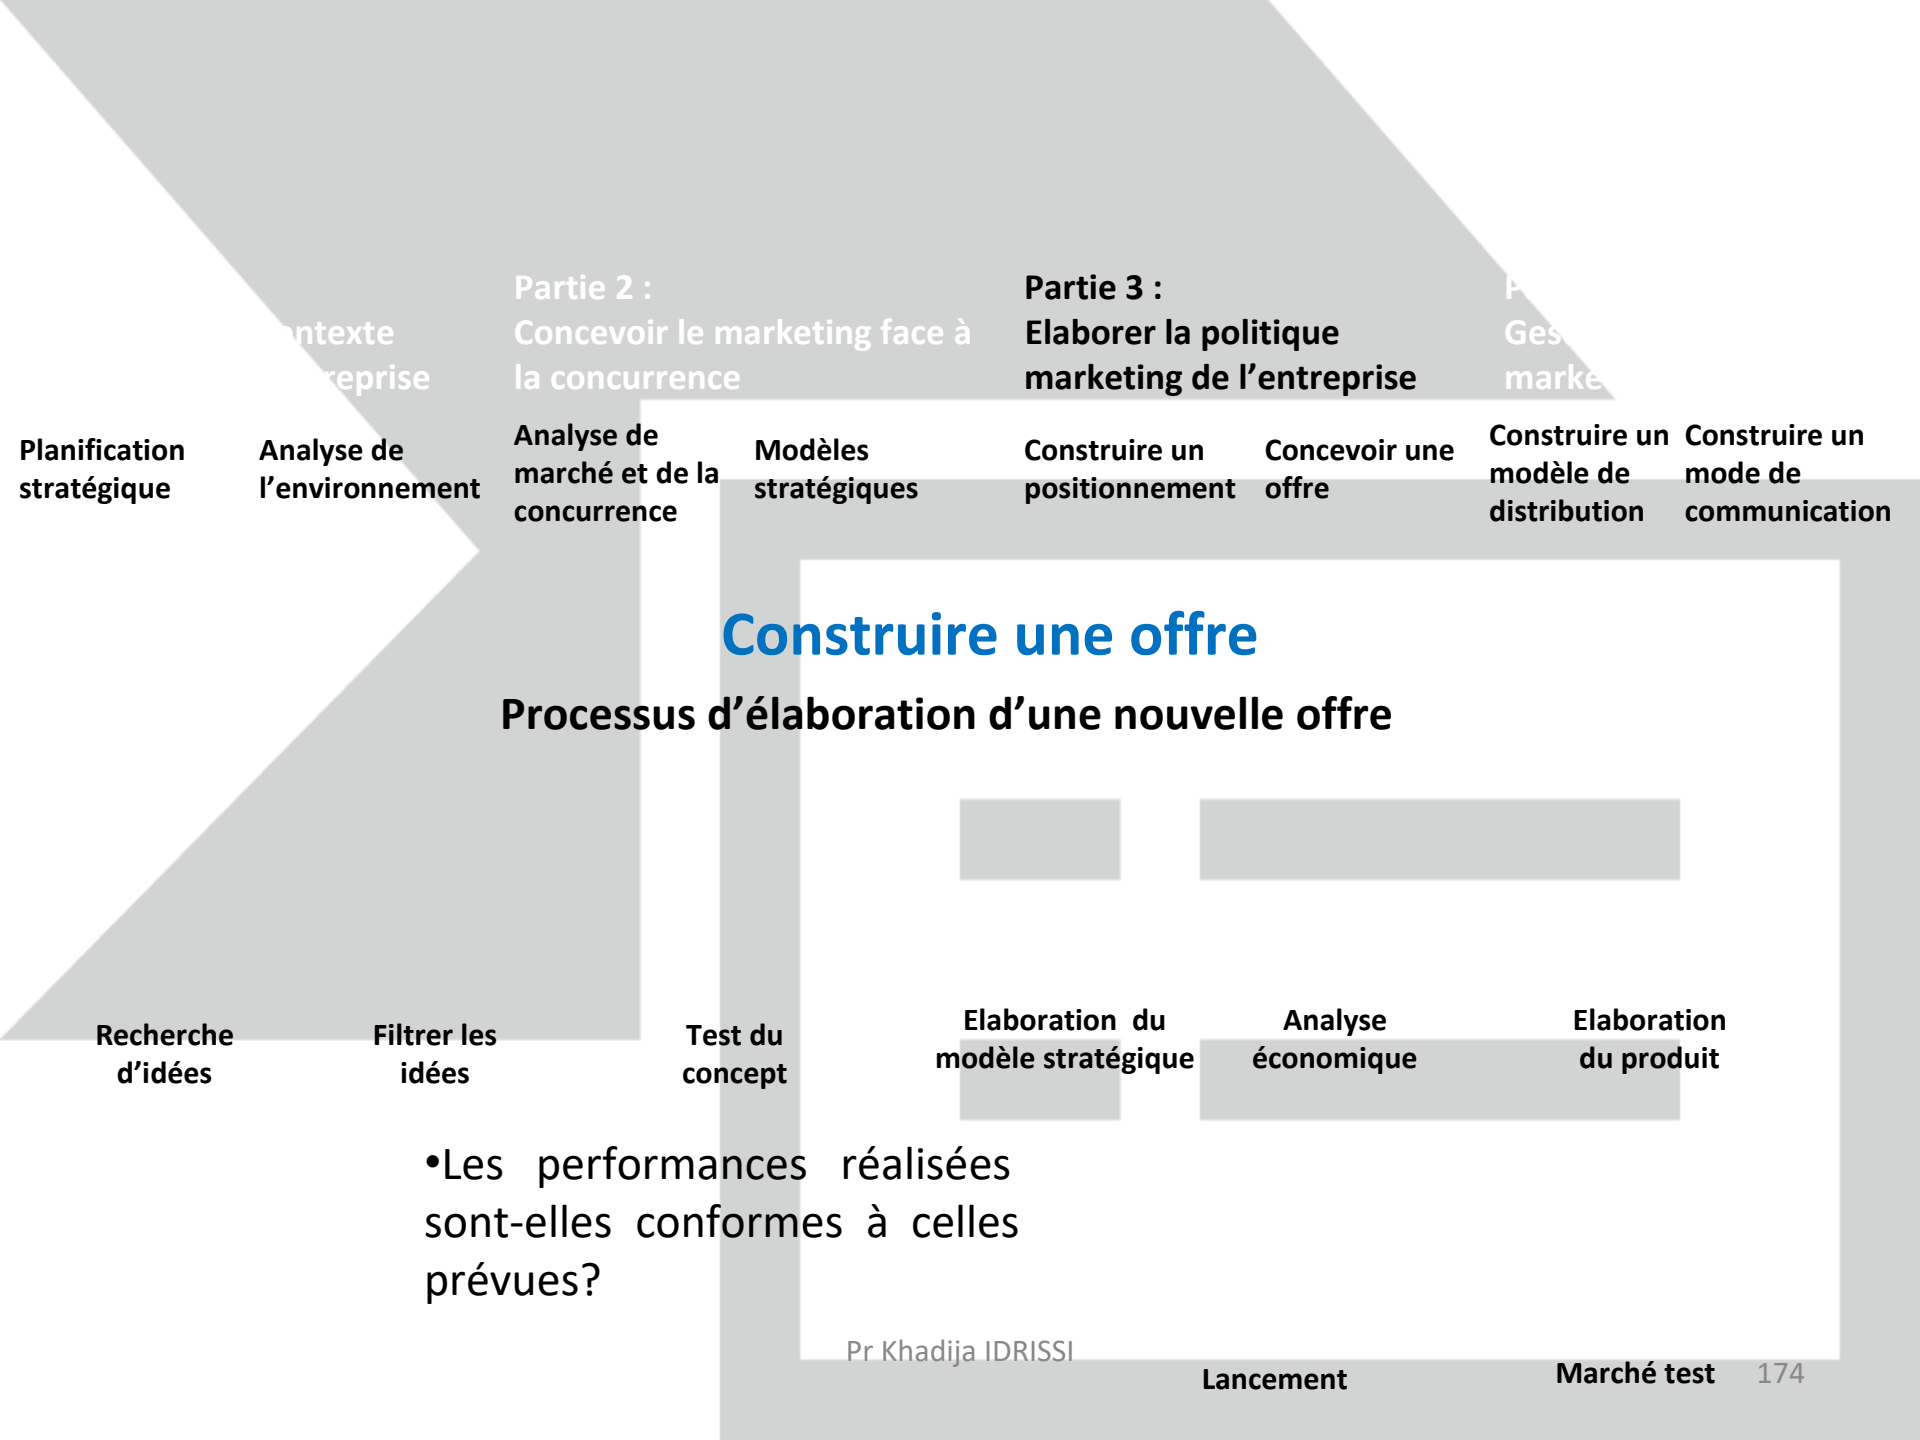 Partie 2 :
Concevoir le marketing face à
la concurrence
Partie 3 :
Elaborer la politique
marketing de l’entreprise
Planification
stratégique
Analyse de
l’environnement
Analyse de
marché et de la
concurrence
Modèles
stratégiques
Construire un
positionnement
Concevoir une
offre
Construire un
modèle de
distribution
Construire un
mode de
communication
Construire une offre
Processus d’élaboration d’une nouvelle offre
Recherche
d’idées
Filtrer les
idées
Test du
concept
Elaboration du
modèle stratégique
Analyse
économique
Elaboration
du produit
•Les performances réalisées
sont-elles conformes à celles
prévues?
Pr Khadija IDRISSI
Lancement
Marché test
174